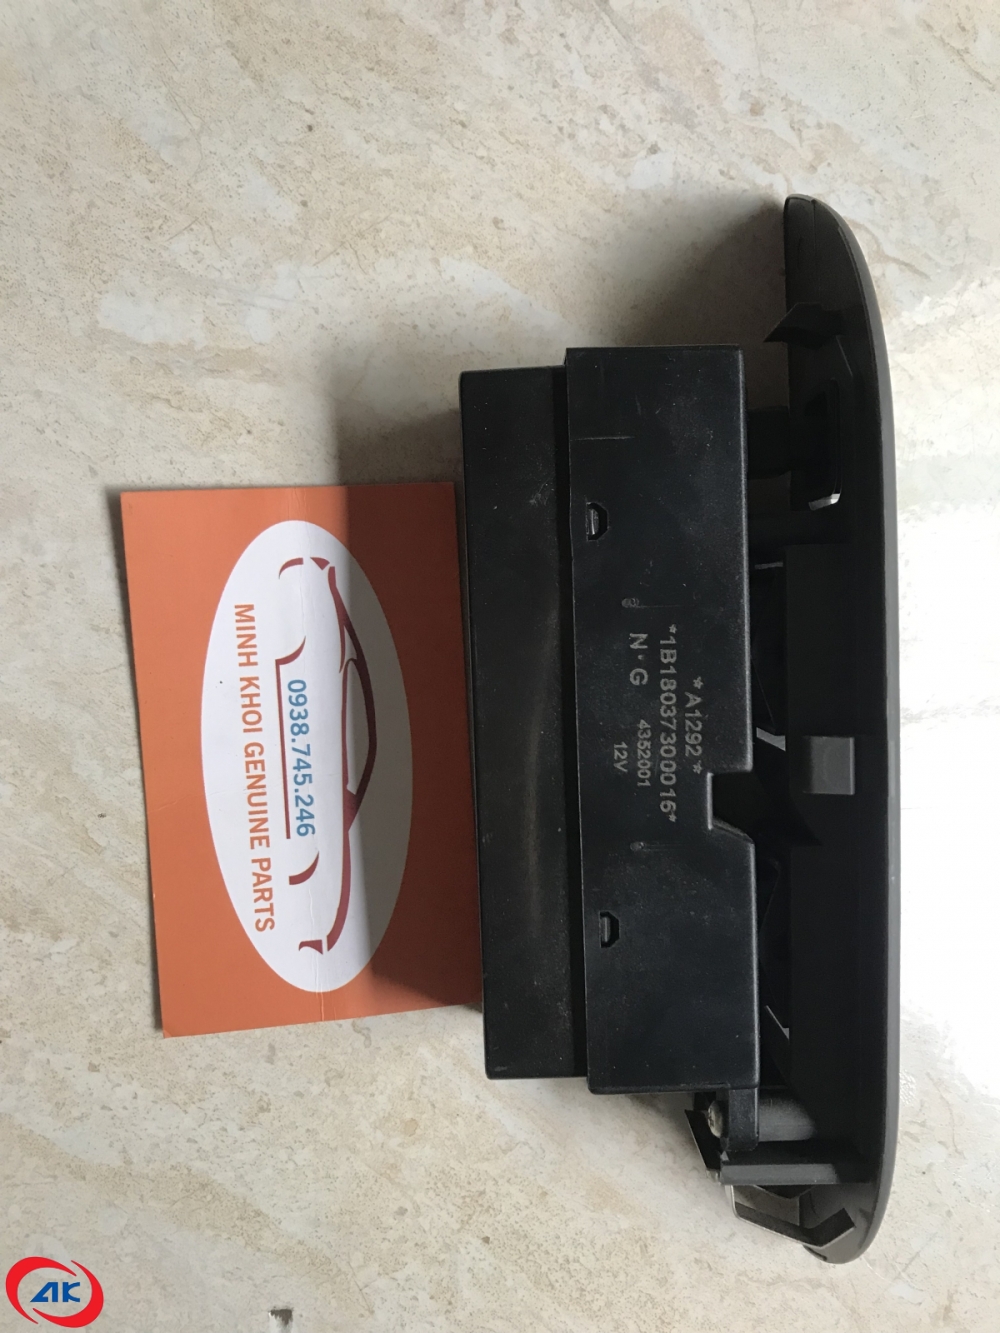 *A1292*
*1B18037300016*
N·G
4352001
12V
0938.745.246
MINH KHOI GENUINE PARTS
AK